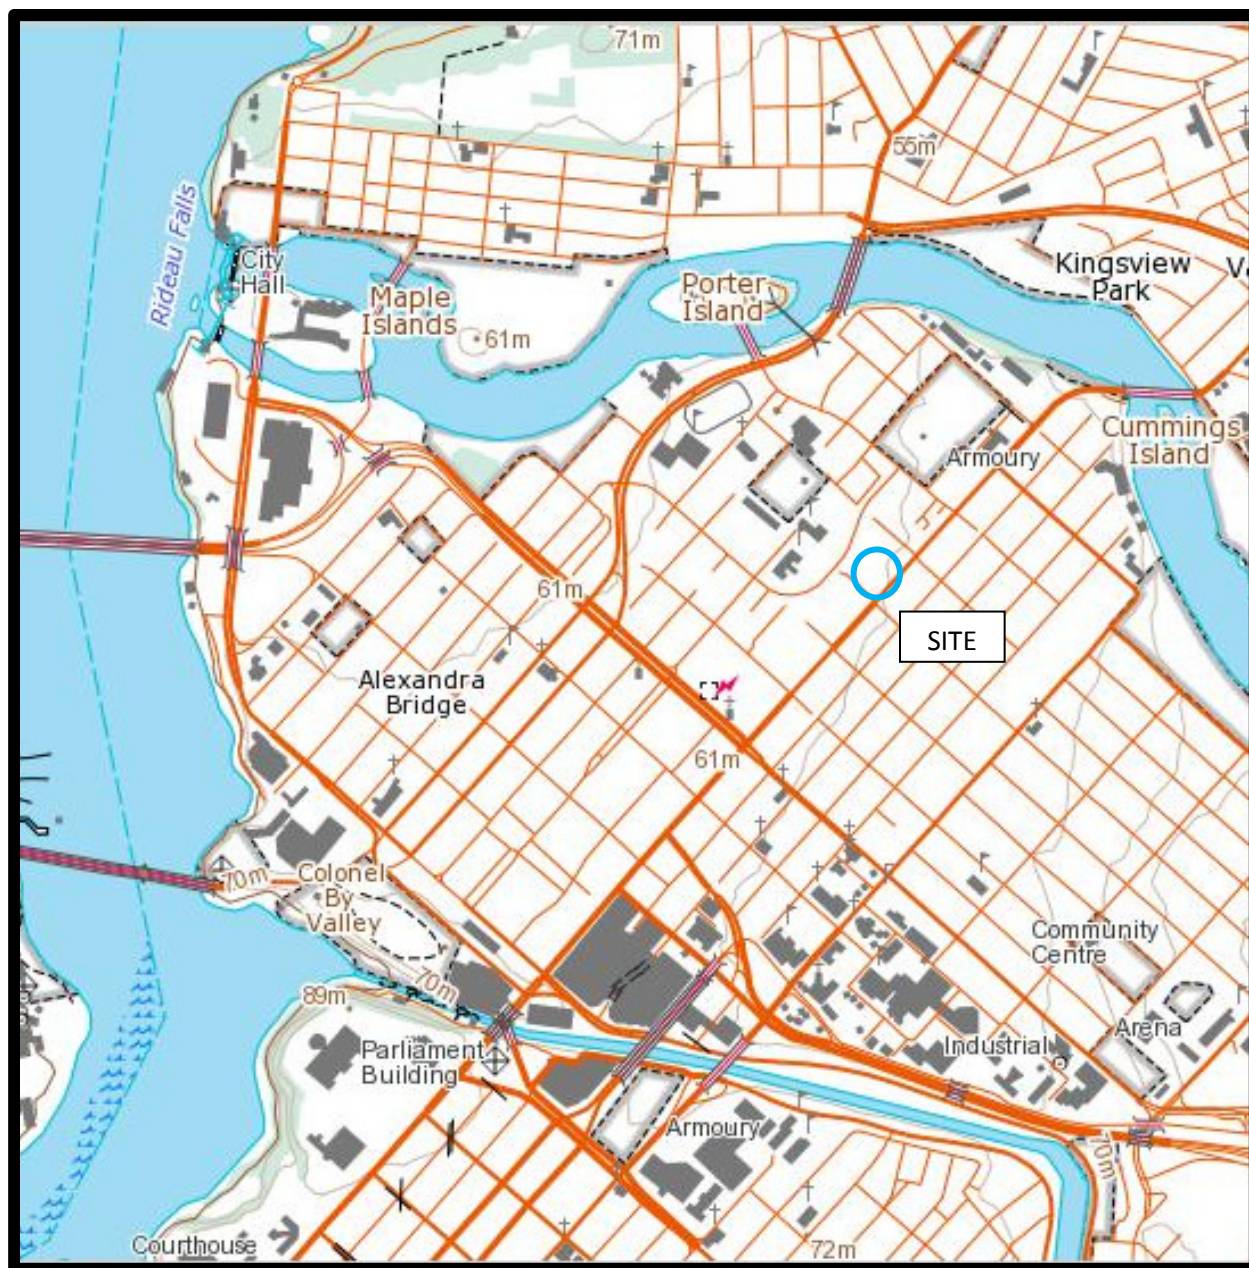 71m
55m
Rideau Falls
City
Hall
Maple
Islands
61m
Porter
Island
Kingsview
Park
Cummings
Island
Armoury
61m
SITE
Alexandra
Bridge
61m
70m
Colonel
By
Valley
70m
89m
Parliament
Building
Community
Centre
Arena
Industrial
Armoury
70m
72m
Courthouse